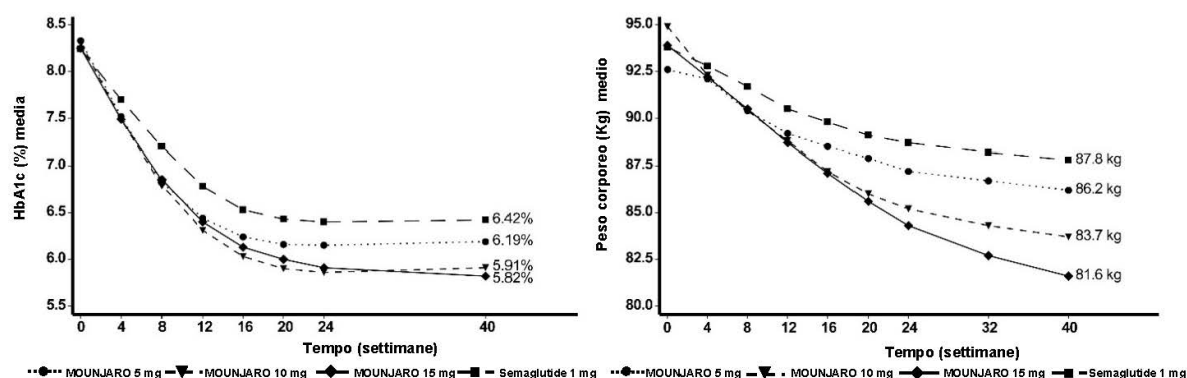 HbA1c (%) media
8.5
8.0
7.5
7.0
6.5
6.0
5.5
6.42%
6.19%
5.91%
5.82%
0 4 8 12 16 20 24 40
Tempo (settimane)
MOUNJARO 5 mg MOUNJARO 10 mg MOUNJARO 15 mg Semaglutide 1 mg
Peso corporeo (Kg) medio
95.0
92.5
90.0
87.5
85.0
82.5
80.0
87.8 kg
86.2 kg
83.7 kg
81.6 kg
0 4 8 12 16 20 24 32 40
Tempo (settimane)
MOUNJARO 5 mg MOUNJARO 10 mg MOUNJARO 15 mg Semaglutide 1 mg